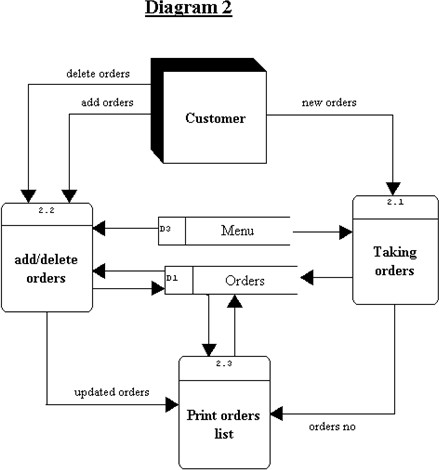 Diagram 2
delete orders
add orders
Customer
new orders
2.2
2.1
add/delete
orders
D3 Menu
Taking
orders
D1 Orders
2.3
updated orders
Print orders
list
orders no